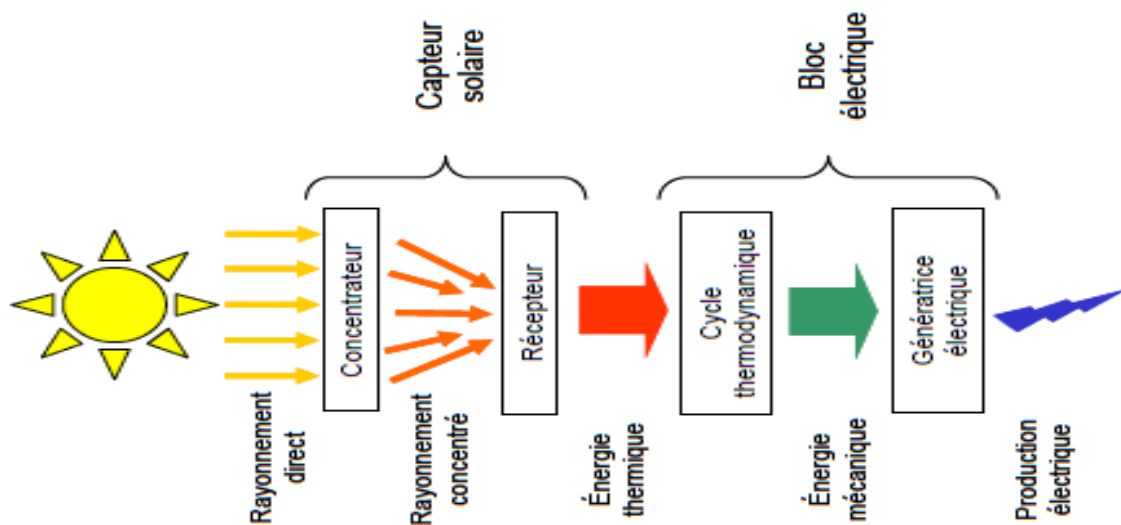 Rayonnement
direct
Concentrateur
Rayonnement
concentré
Récepteur
Capteur
solaire
Énergie
thermique
Cycle
thermodynamique
Énergie
mécanique
Génératrice
électrique
Bloc
électrique
Production
électrique